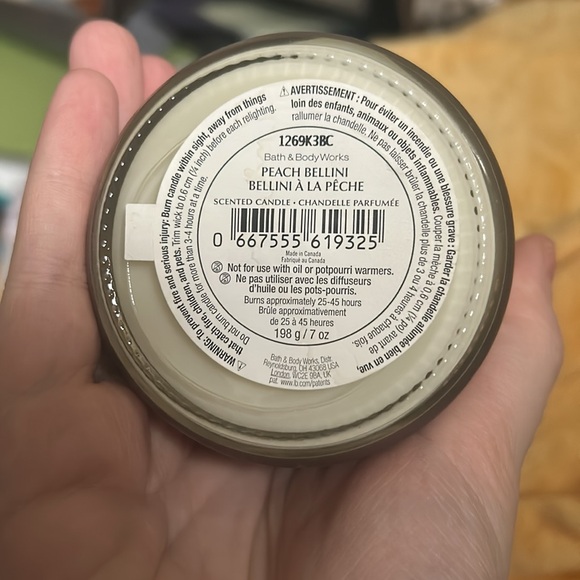 ⚠ WARNING: To prevent fire and serious injury: Burn candle within sight, away from things
that catch fire, children, and pets. Trim wick to 0.6 cm (¼ inch) before each relighting.
Do not burn candle for more than 3-4 hours at a time.
⚠ AVERTISSEMENT : Pour éviter un incendie ou une blessure grave : Garder la chandelle allumée bien en vue,
loin des enfants, animaux ou objets inflammables. Couper la mèche à 0,6 cm (¼ po) avant de
rallumer la chandelle. Ne pas laisser brûler la chandelle plus de 3 ou 4 heures à chaque fois.
1269K3BC
Bath & Body Works
PEACH BELLINI
BELLINI À LA PÊCHE
SCENTED CANDLE • CHANDELLE PARFUMÉE
0 667555 619325
Made in Canada
Fabriqué au Canada
Not for use with oil or potpourri warmers.
Ne pas utiliser avec les diffuseurs
d'huile ou les pots-pourris.
Burns approximately 25-45 hours
Brûle approximativement
de 25 à 45 heures
198 g / 7 oz
Bath & Body Works, Distr.
Reynoldsburg, OH 43068 USA
London, WC2E 9BA, UK
pat: www.lb.com/patents